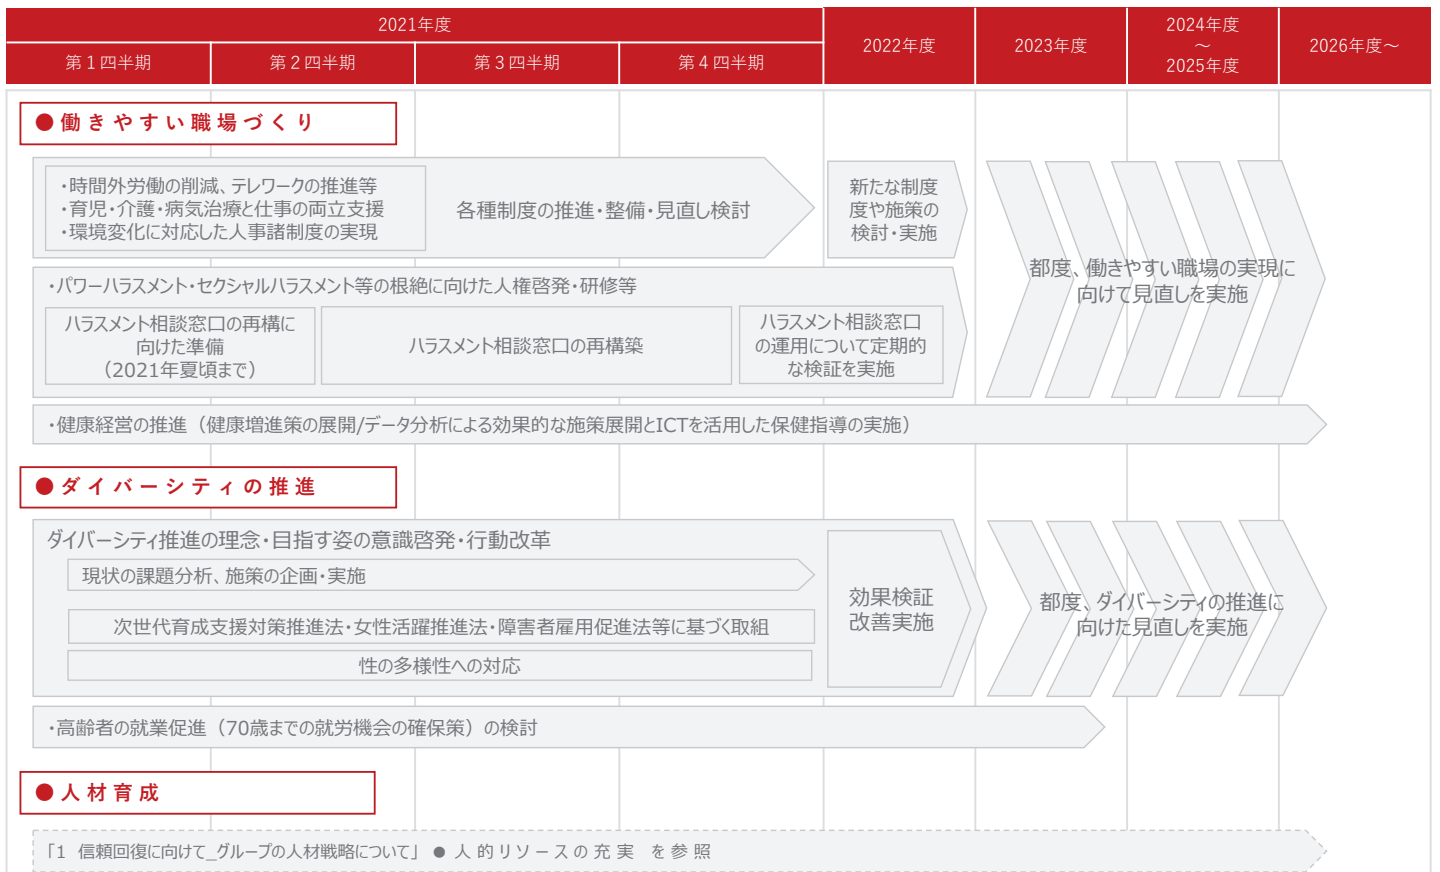 2021年度
2022年度
2023年度
2024年度
～
2025年度
2026年度～
第１四半期
第２四半期
第３四半期
第４四半期
●働きやすい職場づくり
・時間外労働の削減、テレワークの推進等
・育児・介護・病気治療と仕事の両立支援
・環境変化に対応した人事諸制度の実現
各種制度の推進・整備・見直し検討
新たな制度
度や施策の
検討・実施
・パワーハラスメント・セクシャルハラスメント等の根絶に向けた人権啓発・研修等
ハラスメント相談窓口の再構に
向けた準備
（2021年夏頃まで）
ハラスメント相談窓口の再構築
ハラスメント相談窓口
の運用について定期的
な検証を実施
都度、働きやすい職場の実現に
向けて見直しを実施
・健康経営の推進（健康増進策の展開/データ分析による効果的な施策展開とICTを活用した保健指導の実施）
●ダイバーシティの推進
ダイバーシティ推進の理念・目指す姿の意識啓発・行動改革
現状の課題分析、施策の企画・実施
次世代育成支援対策推進法・女性活躍推進法・障害者雇用促進法等に基づく取組
性の多様性への対応
効果検証
改善実施
都度、ダイバーシティの推進に
向けた見直しを実施
・高齢者の就業促進（70歳までの就労機会の確保策）の検討
●人材育成
「1 信頼回復に向けて_グループの人材戦略について」 ● 人的リソースの充実 を参照